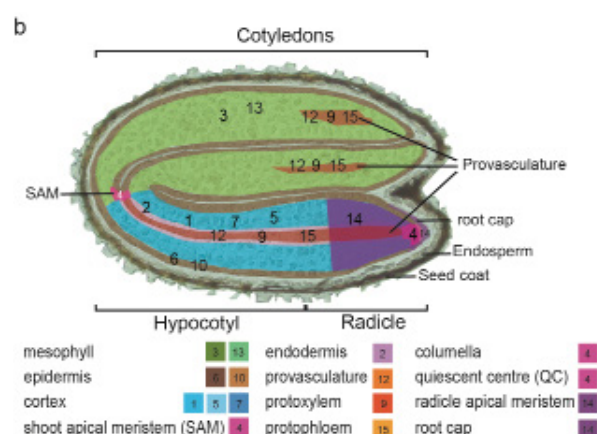 b
Cotyledons
3 13
12 9 15
12 9 15
Provasculature
SAM
4
2
1 7 5
14
12 9 15
4 14
6 10
root cap
Endosperm
Seed coat
Hypocotyl
Radicle
mesophyll 3 13
endodermis 2
columella 4
epidermis 6 10
provasculature 12
quiescent centre (QC) 4
cortex 1 5 7
protoxylem 9
radicle apical meristem 14
shoot apical meristem (SAM) 4
protophloem 15
root cap 14